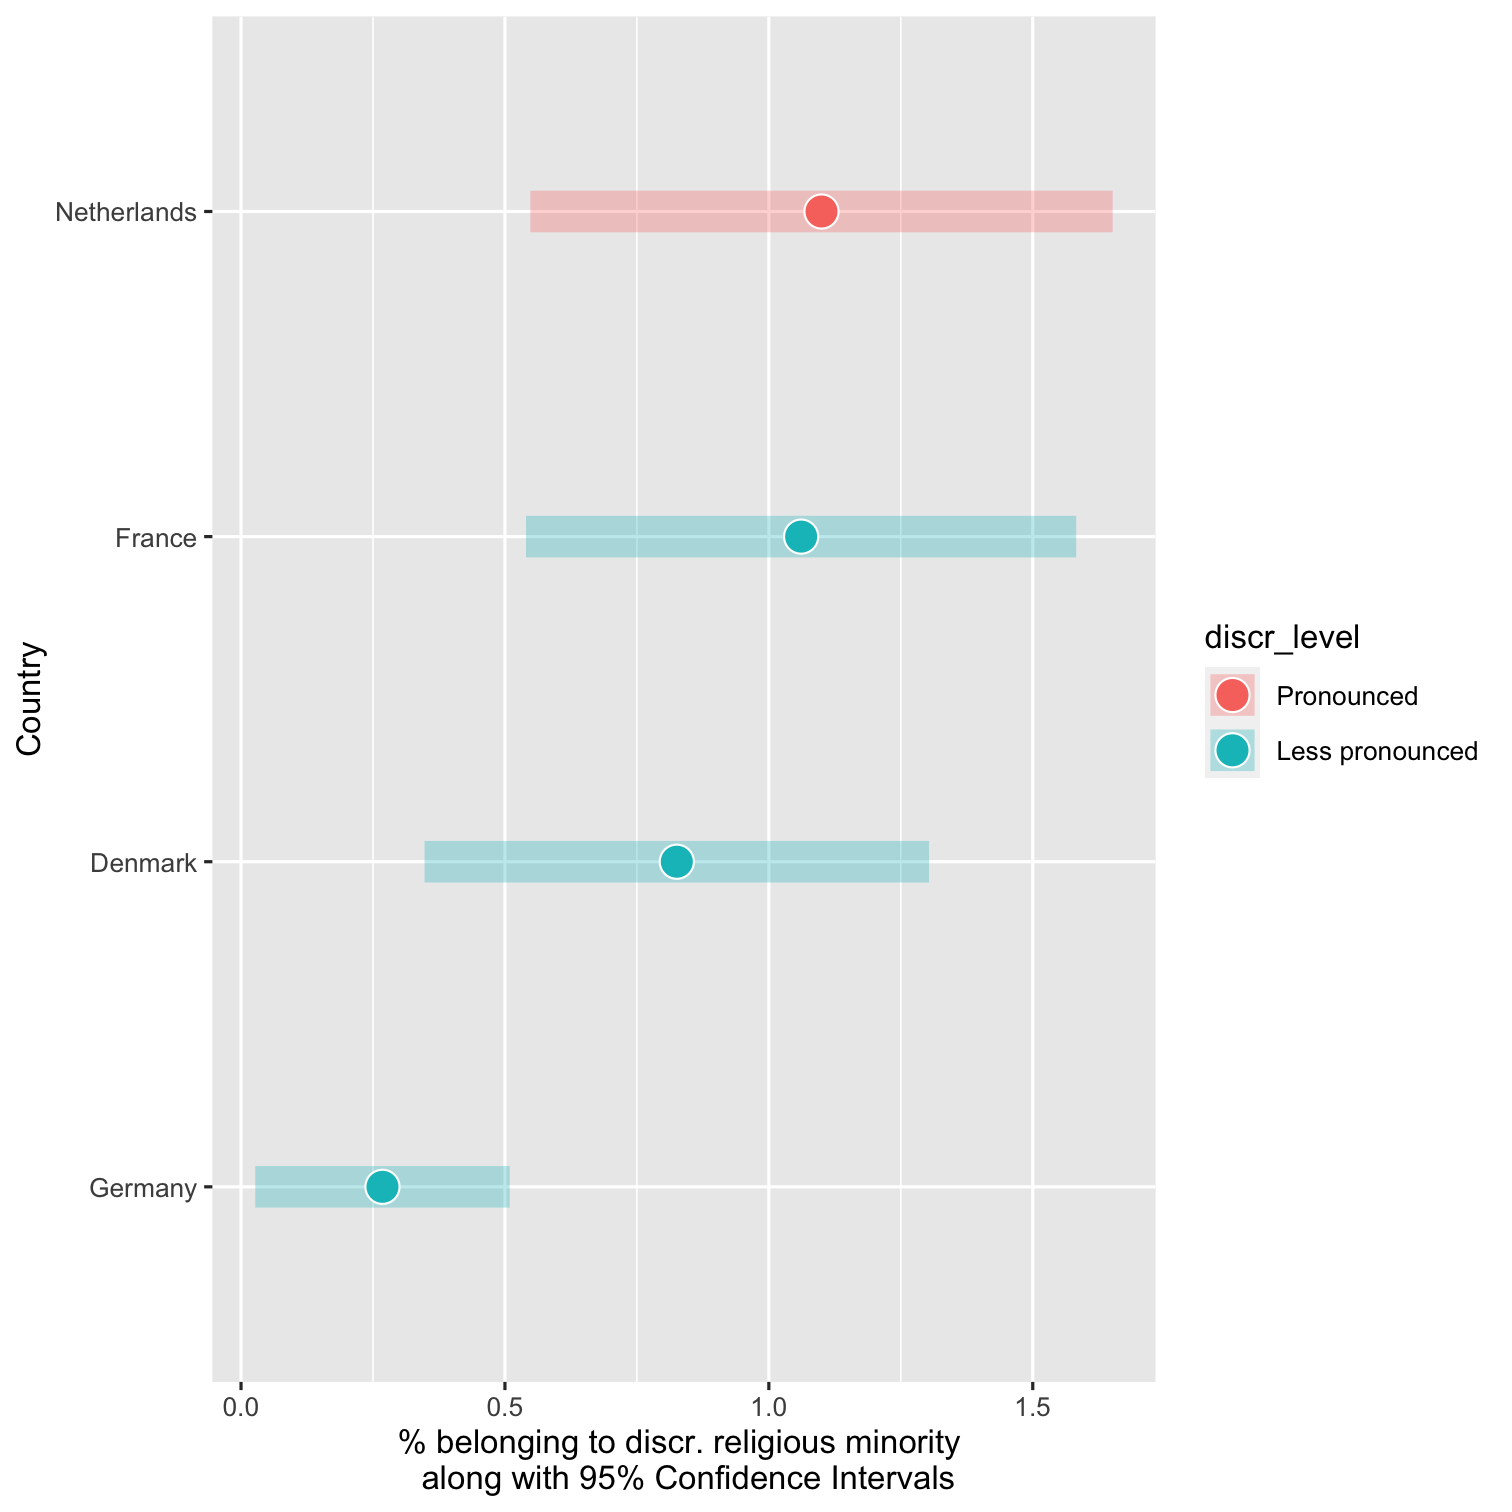 Netherlands
France
Denmark
Germany
Country
0.0 0.5 1.0 1.5
% belonging to discr. religious minority
along with 95% Confidence Intervals
discr_level
Pronounced
Less pronounced